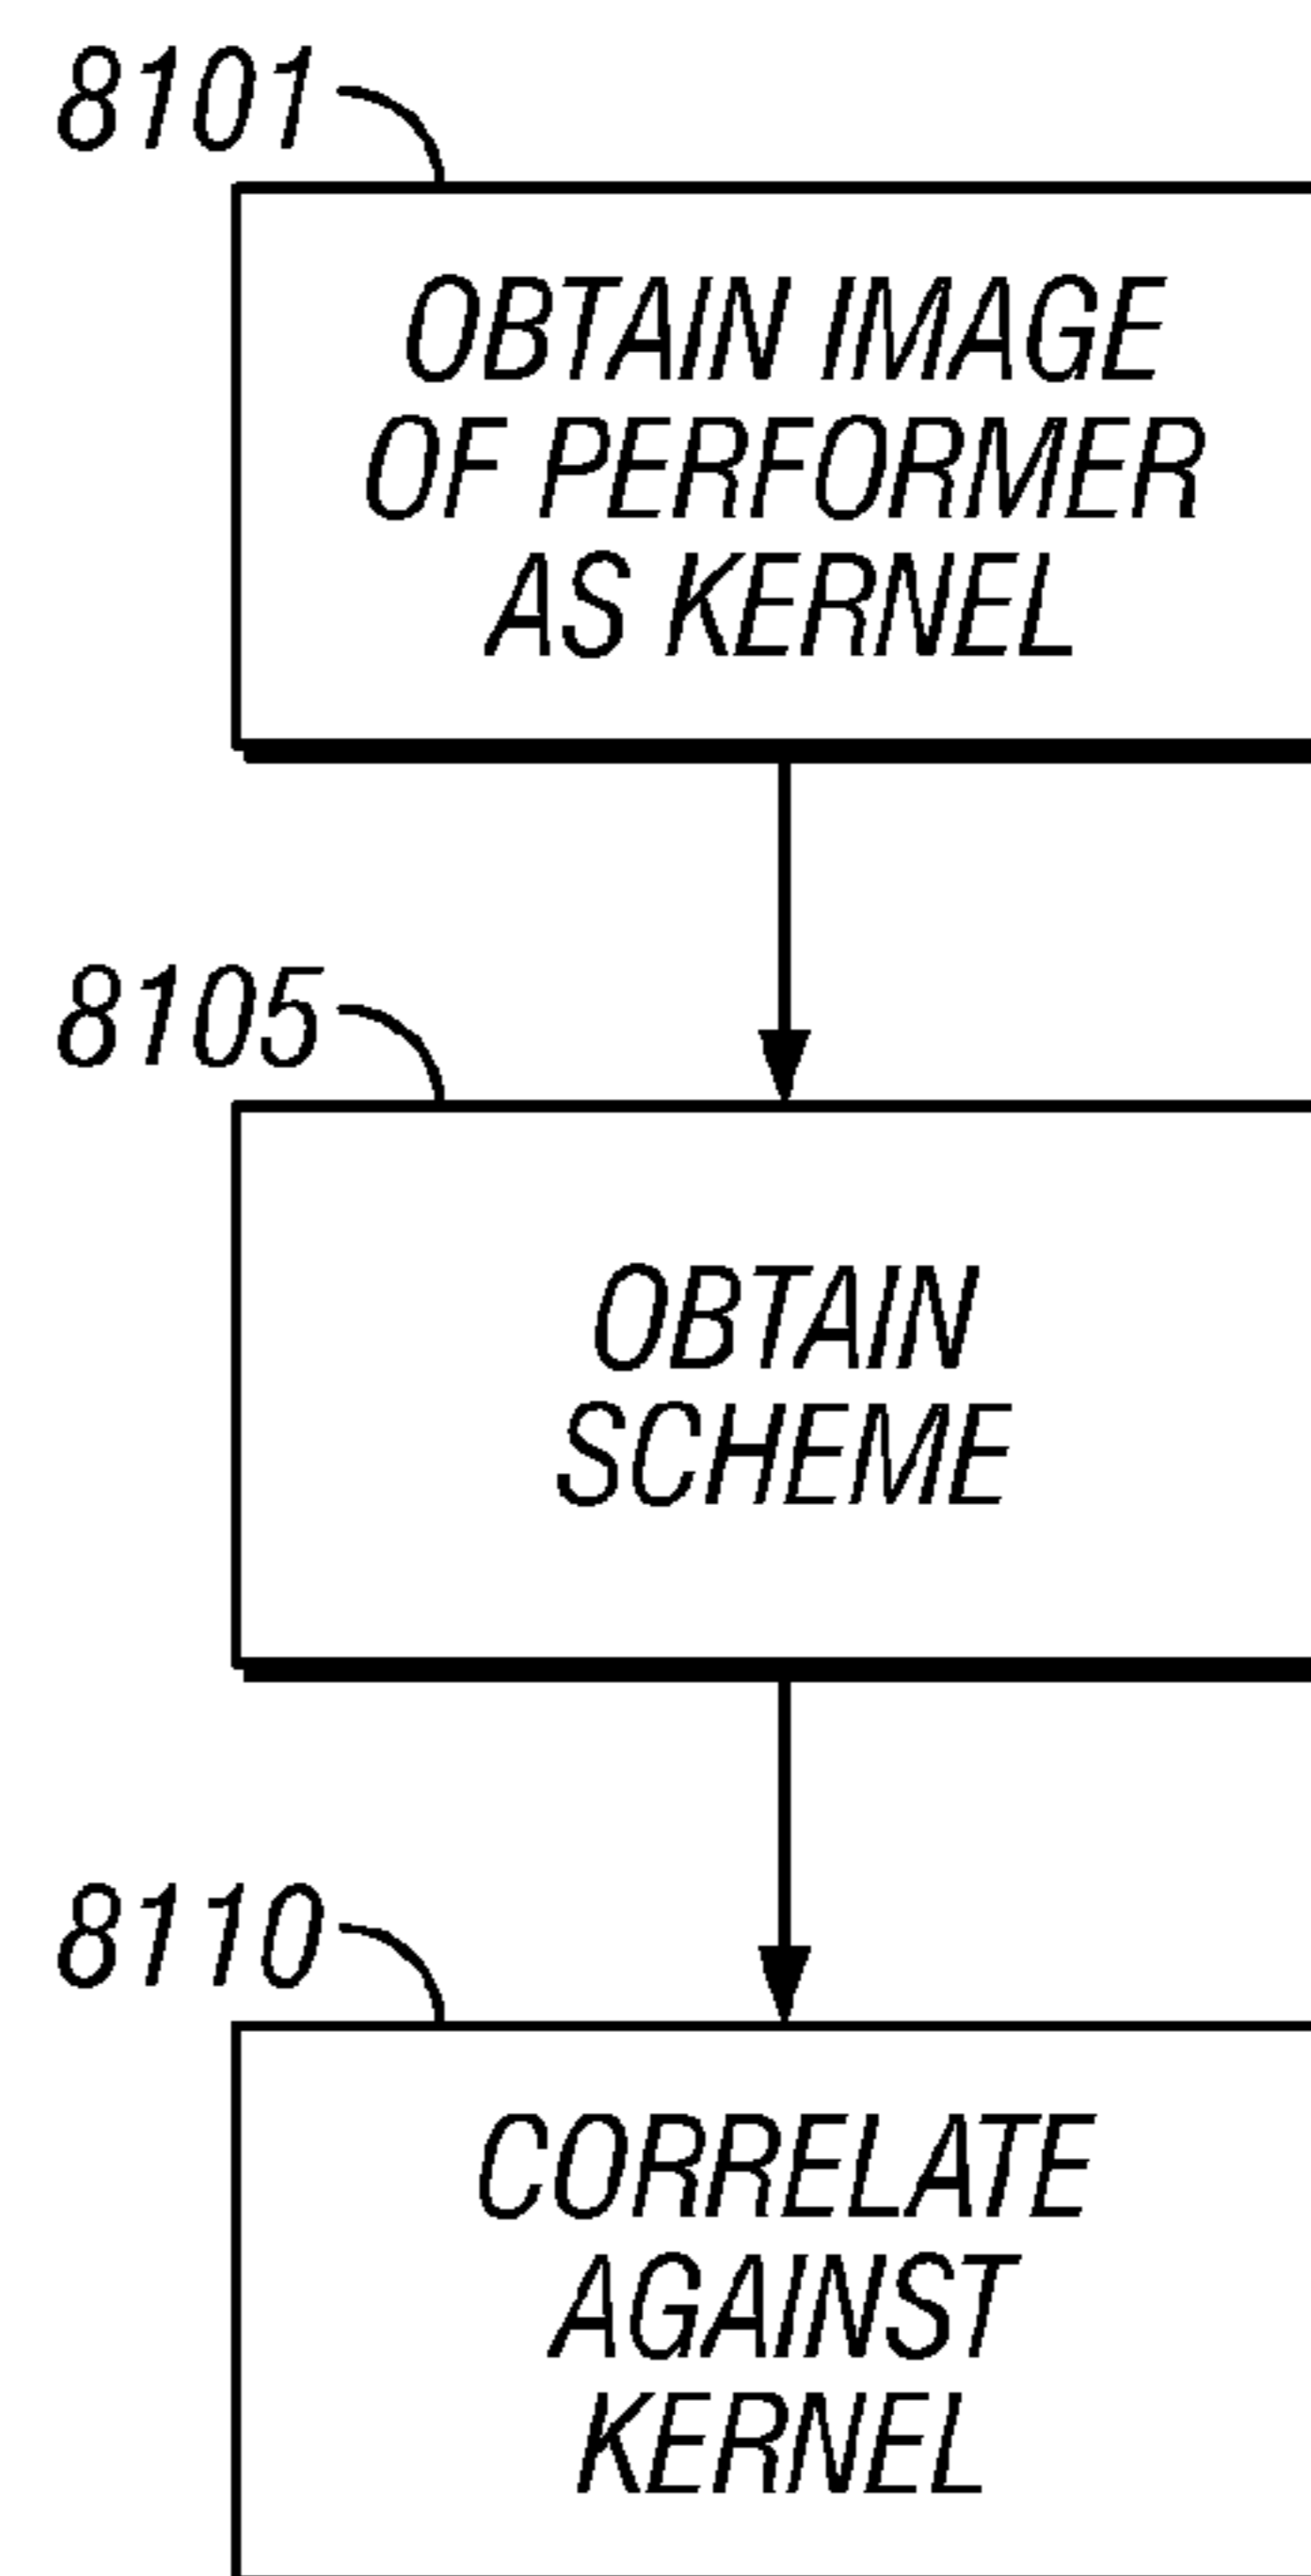 8101
OBTAIN IMAGE
OF PERFORMER
AS KERNEL
8105
OBTAIN
SCHEME
8110
CORRELATE
AGAINST
KERNEL